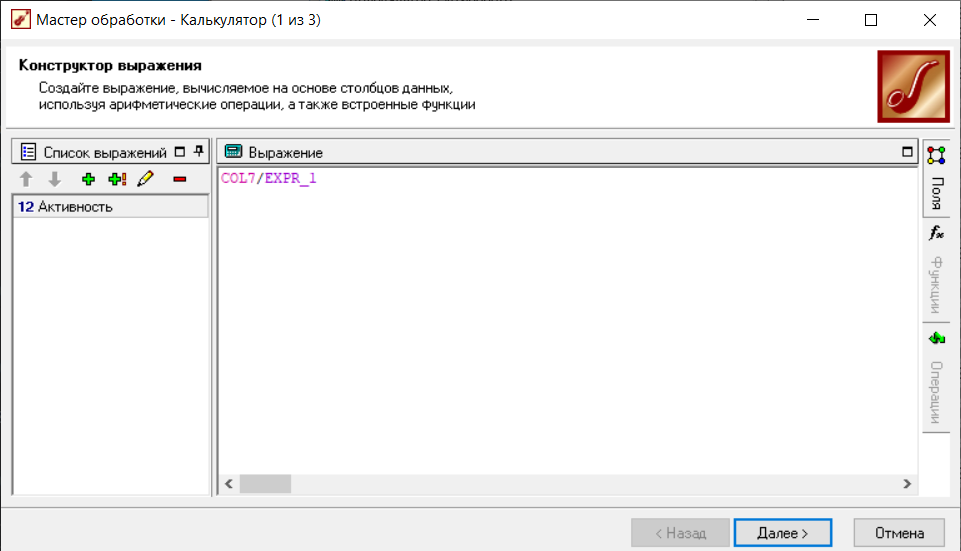 Мастер обработки - Калькулятор (1 из 3)
Конструктор выражения
Создайте выражение, вычисляемое на основе столбцов данных,
используя арифметические операции, а также встроенные функции
Список выражений
Выражение
12 Активность
COL7/EXPR_1
Поля
fx
Функции
Операции
< Назад
Далее >
Отмена